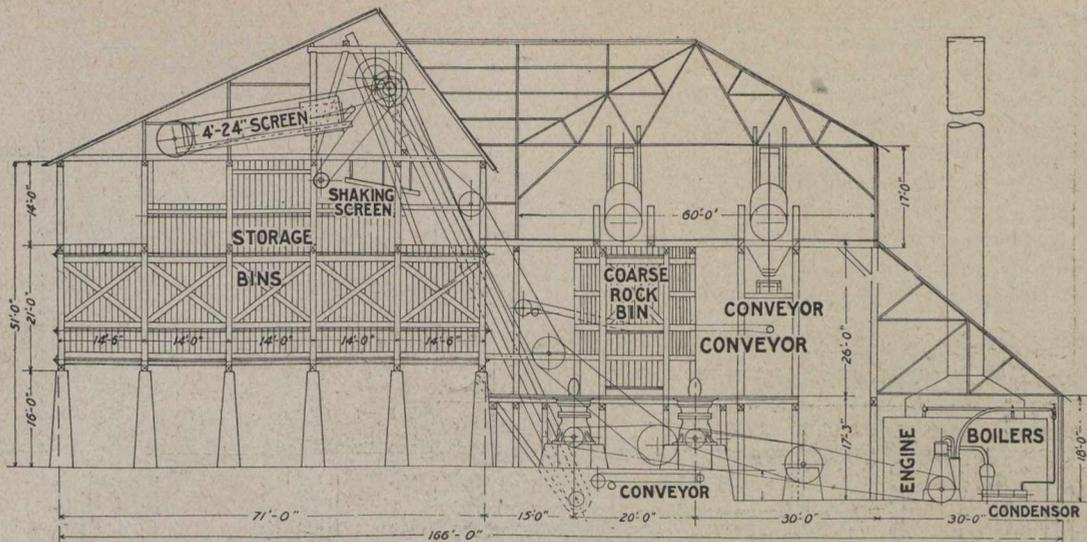 4'-24" SCREEN
SHAKING
SCREEN
STORAGE
BINS
COARSE
ROCK
BIN
CONVEYOR
CONVEYOR
CONVEYOR
ENGINE
BOILERS
CONDENSOR
14'-0"
21'-0"
51'-0"
16'-0"
14'-6"
14'-0"
14'-0"
14'-0"
14'-6"
60'-0'
17'-0"
26'-0"
17'-3"
18'-0"
71'-0"
15'0"
20'-0"
30'-0"
30-0"
166'-0"